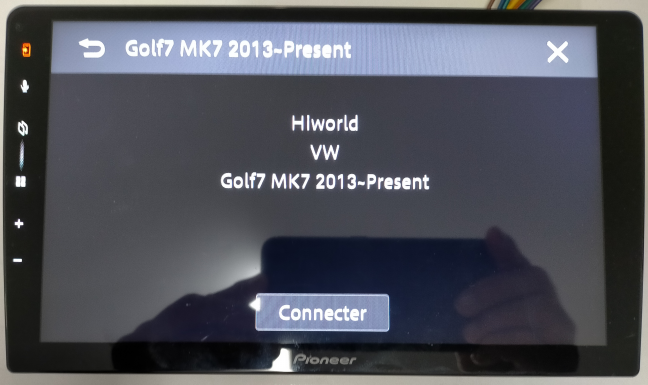 Golf7 MK7 2013~Present
HIworld
VW
Golf7 MK7 2013~Present
Connecter
Pioneer